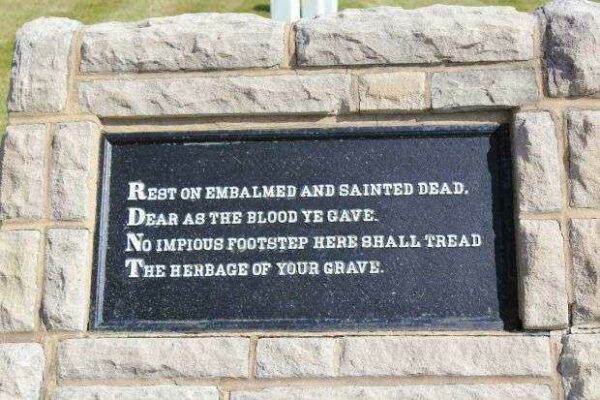 REST ON EMBALMED AND SAINTED DEAD,
DEAR AS THE BLOOD YE GAVE.
NO IMPIOUS FOOTSTEP HERE SHALL TREAD
THE HERBAGE OF YOUR GRAVE.